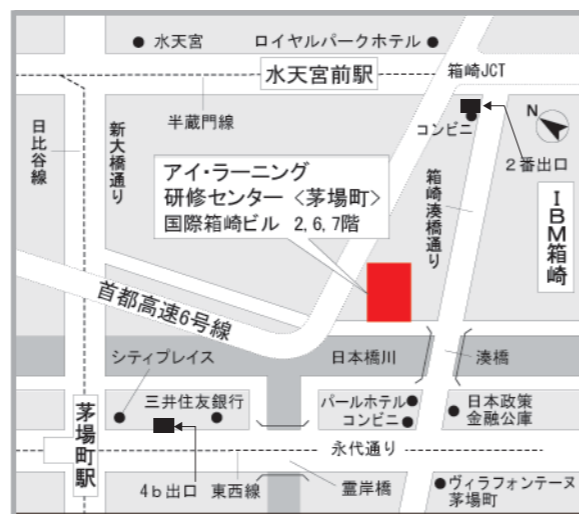 水天宮
ロイヤルパークホテル
水天宮前駅
箱崎JCT
半蔵門線
コンビニ
N
2番出口
日比谷線
新大橋通り
アイ・ラーニング
研修センター〈茅場町〉
国際箱崎ビル 2,6,7階
箱崎湊橋通り
IBM箱崎
首都高速6号線
シティプレイス
日本橋川
湊橋
三井住友銀行
パールホテル
コンビニ
日本政策
金融公庫
茅場町駅
永代通り
4b出口
東西線
霊岸橋
ヴィラフォンテーヌ
茅場町